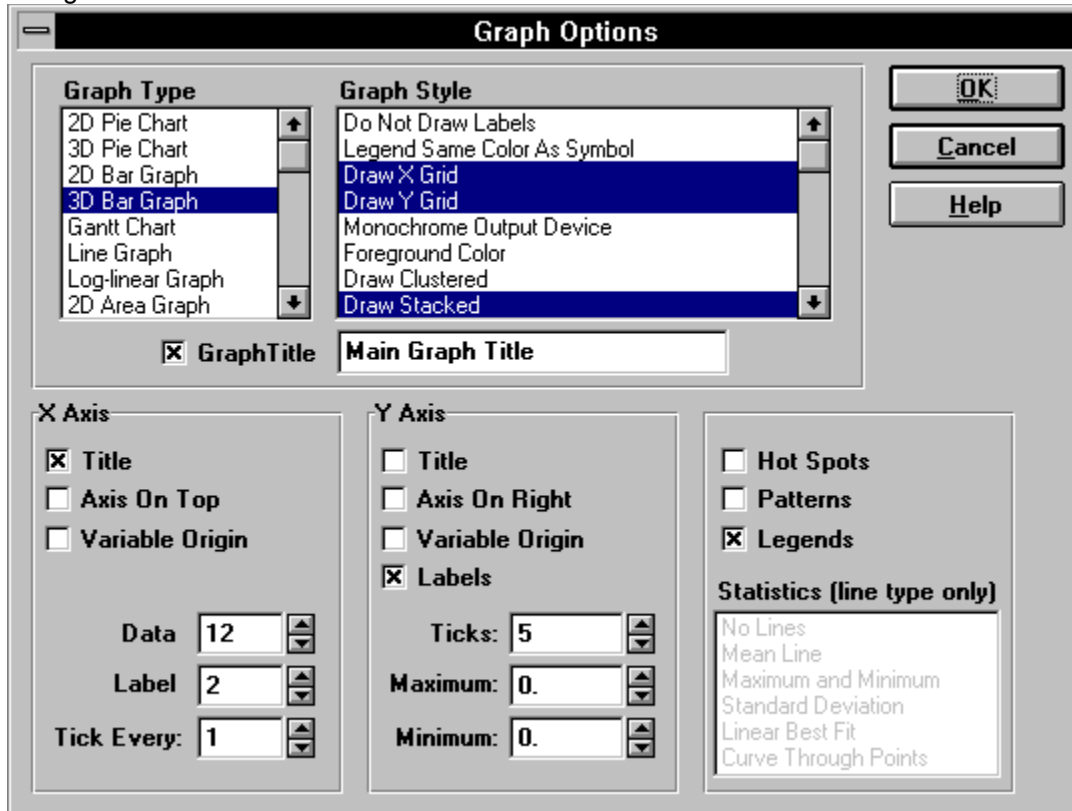 Graph Options
Graph Type
2D Pie Chart
3D Pie Chart
2D Bar Graph
3D Bar Graph
Gantt Chart
Line Graph
Log-linear Graph
2D Area Graph
Graph Style
Do Not Draw Labels
Legend Same Color As Symbol
Draw X Grid
Draw Y Grid
Monochrome Output Device
Foreground Color
Draw Clustered
Draw Stacked
OK
Cancel
Help
GraphTitle Main Graph Title
X Axis
Title
Axis On Top
Variable Origin
Data 12
Label 2
Tick Every: 1
Y Axis
Title
Axis On Right
Variable Origin
Labels
Ticks: 5
Maximum: 0.
Minimum: 0.
Hot Spots
Patterns
Legends
Statistics (line type only)
No Lines
Mean Line
Maximum and Minimum
Standard Deviation
Linear Best Fit
Curve Through Points